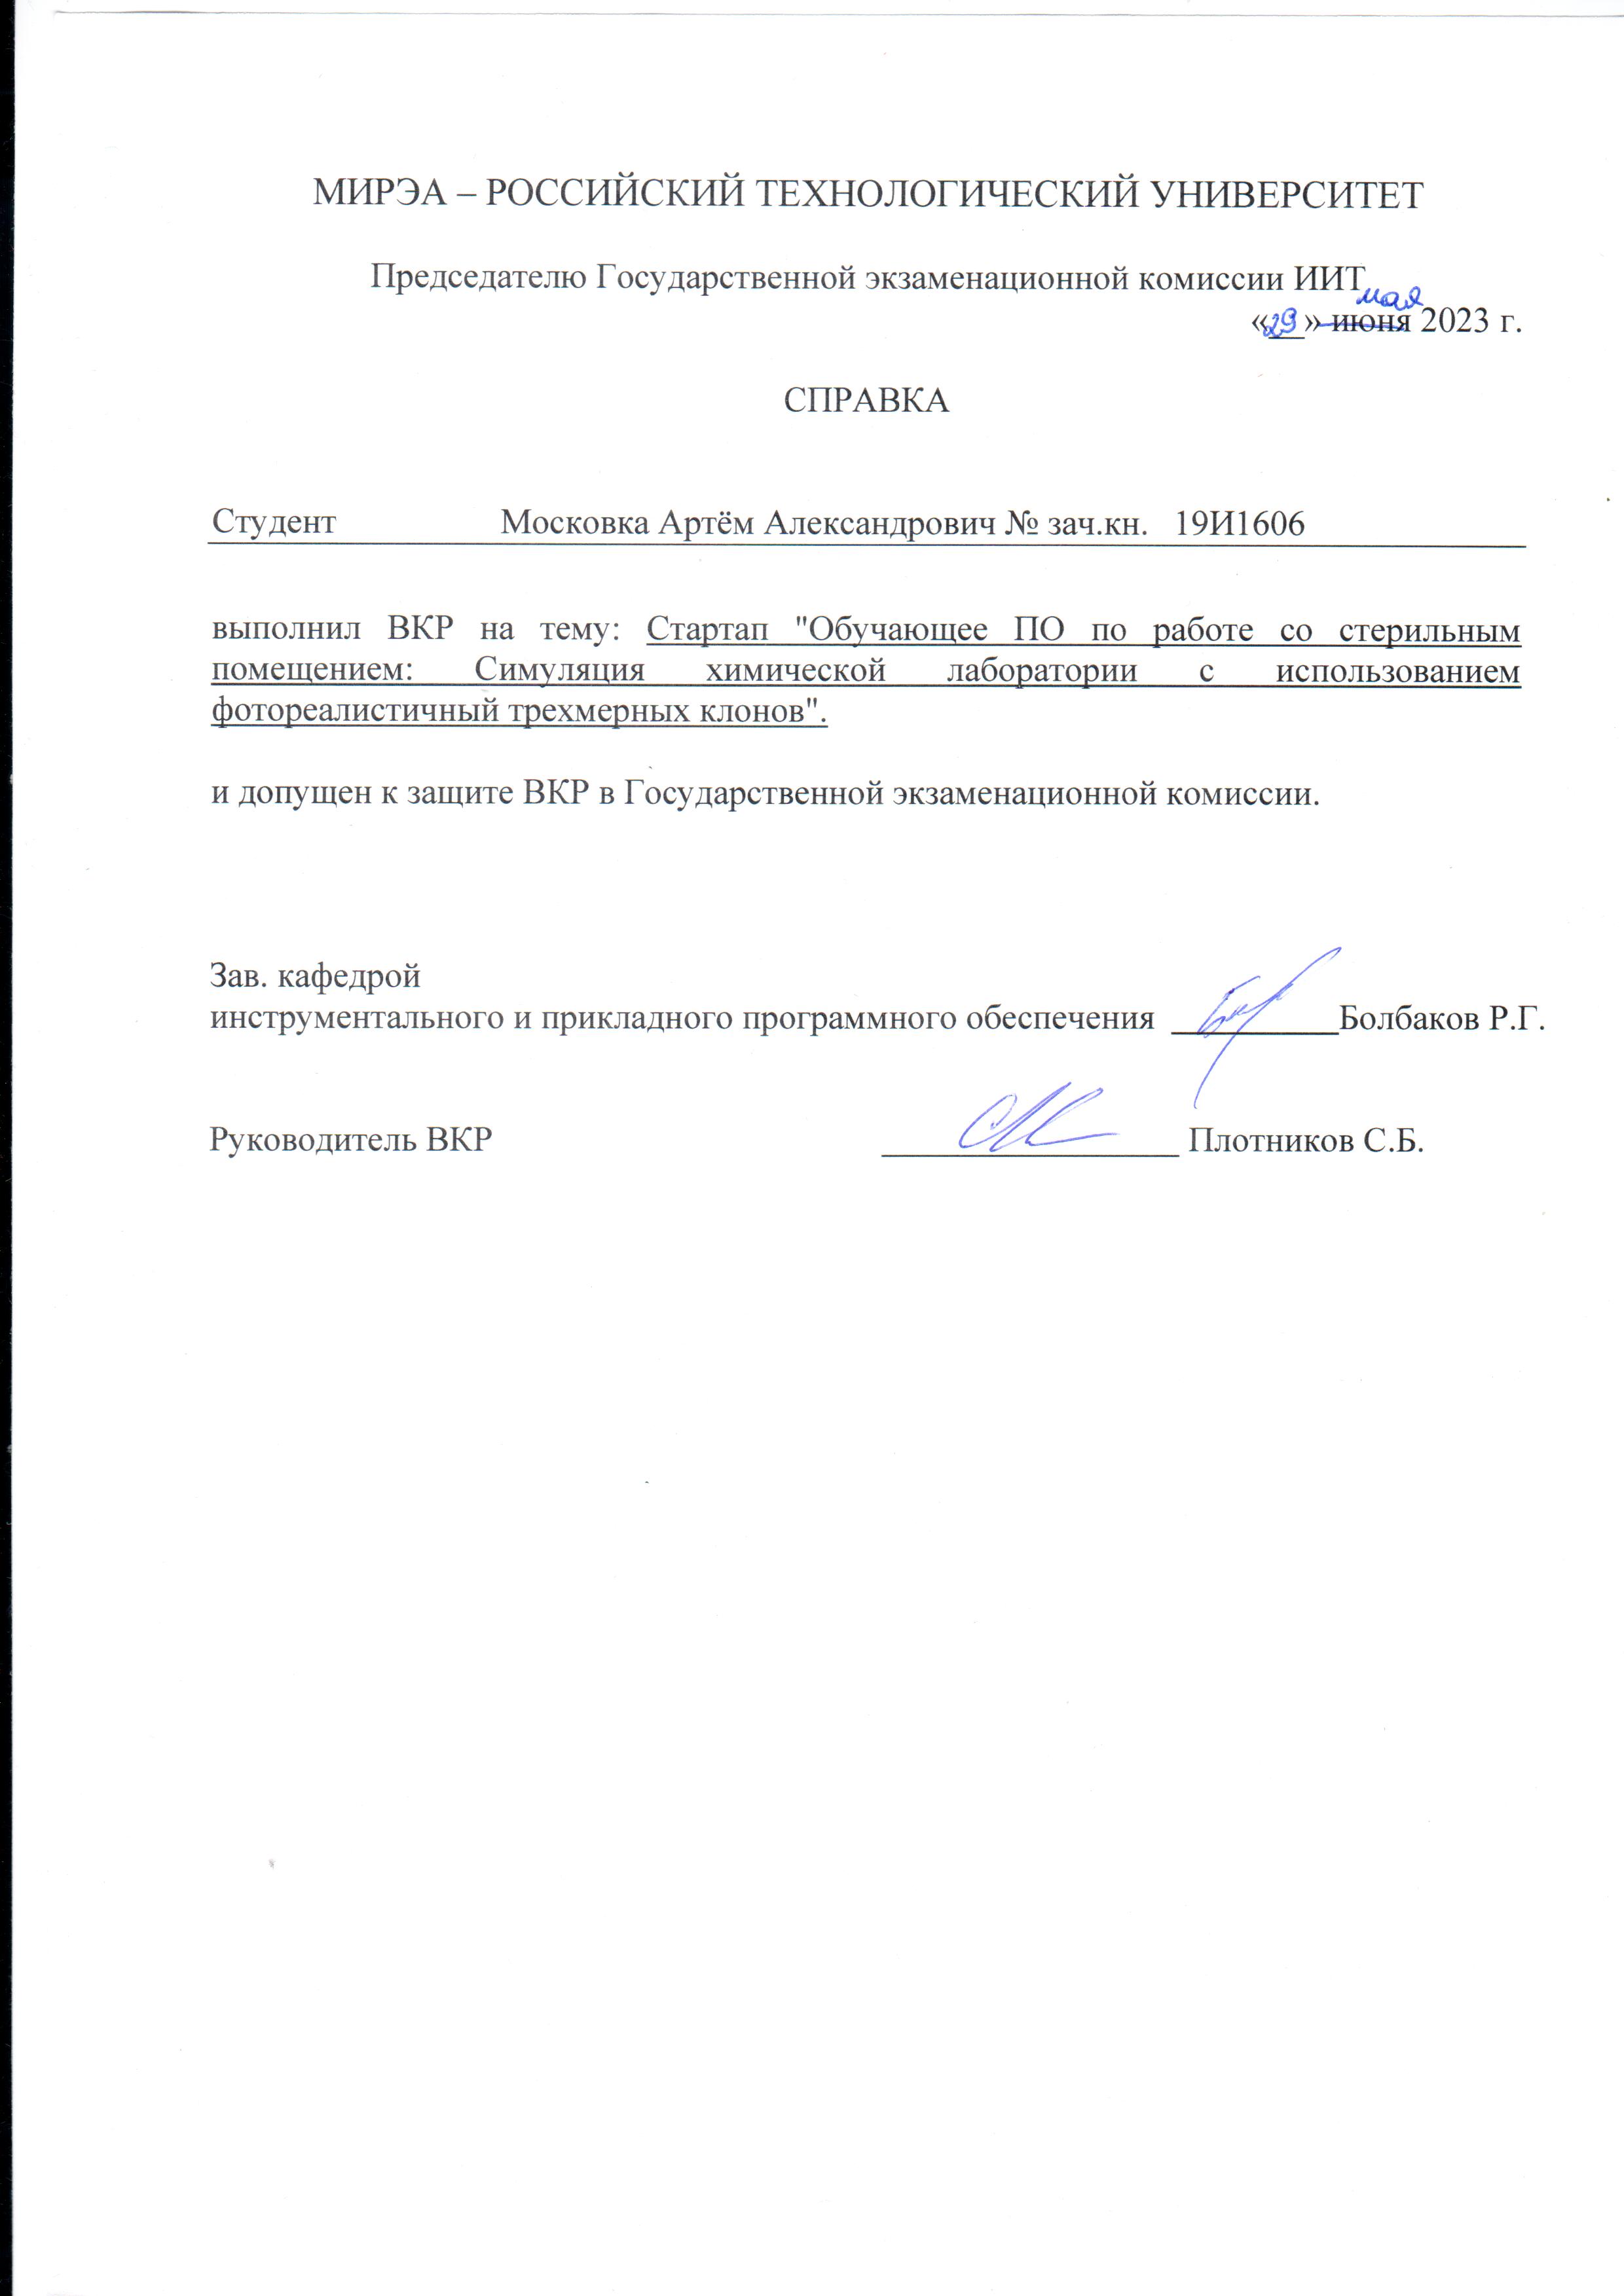 МИРЭА – РОССИЙСКИЙ ТЕХНОЛОГИЧЕСКИЙ УНИВЕРСИТЕТ
Председателю Государственной экзаменационной комиссии ИИТ
мая
«29» июня 2023 г.
СПРАВКА
Студент Московка Артём Александрович № зач.кн. 19И1606
выполнил ВКР на тему: Стартап "Обучающее ПО по работе со стерильным
помещением: Симуляция химической лаборатории с использованием
фотореалистичный трехмерных клонов".
и допущен к защите ВКР в Государственной экзаменационной комиссии.
Зав. кафедрой
инструментального и прикладного программного обеспечения Болбаков Р.Г.
Руководитель ВКР Плотников С.Б.